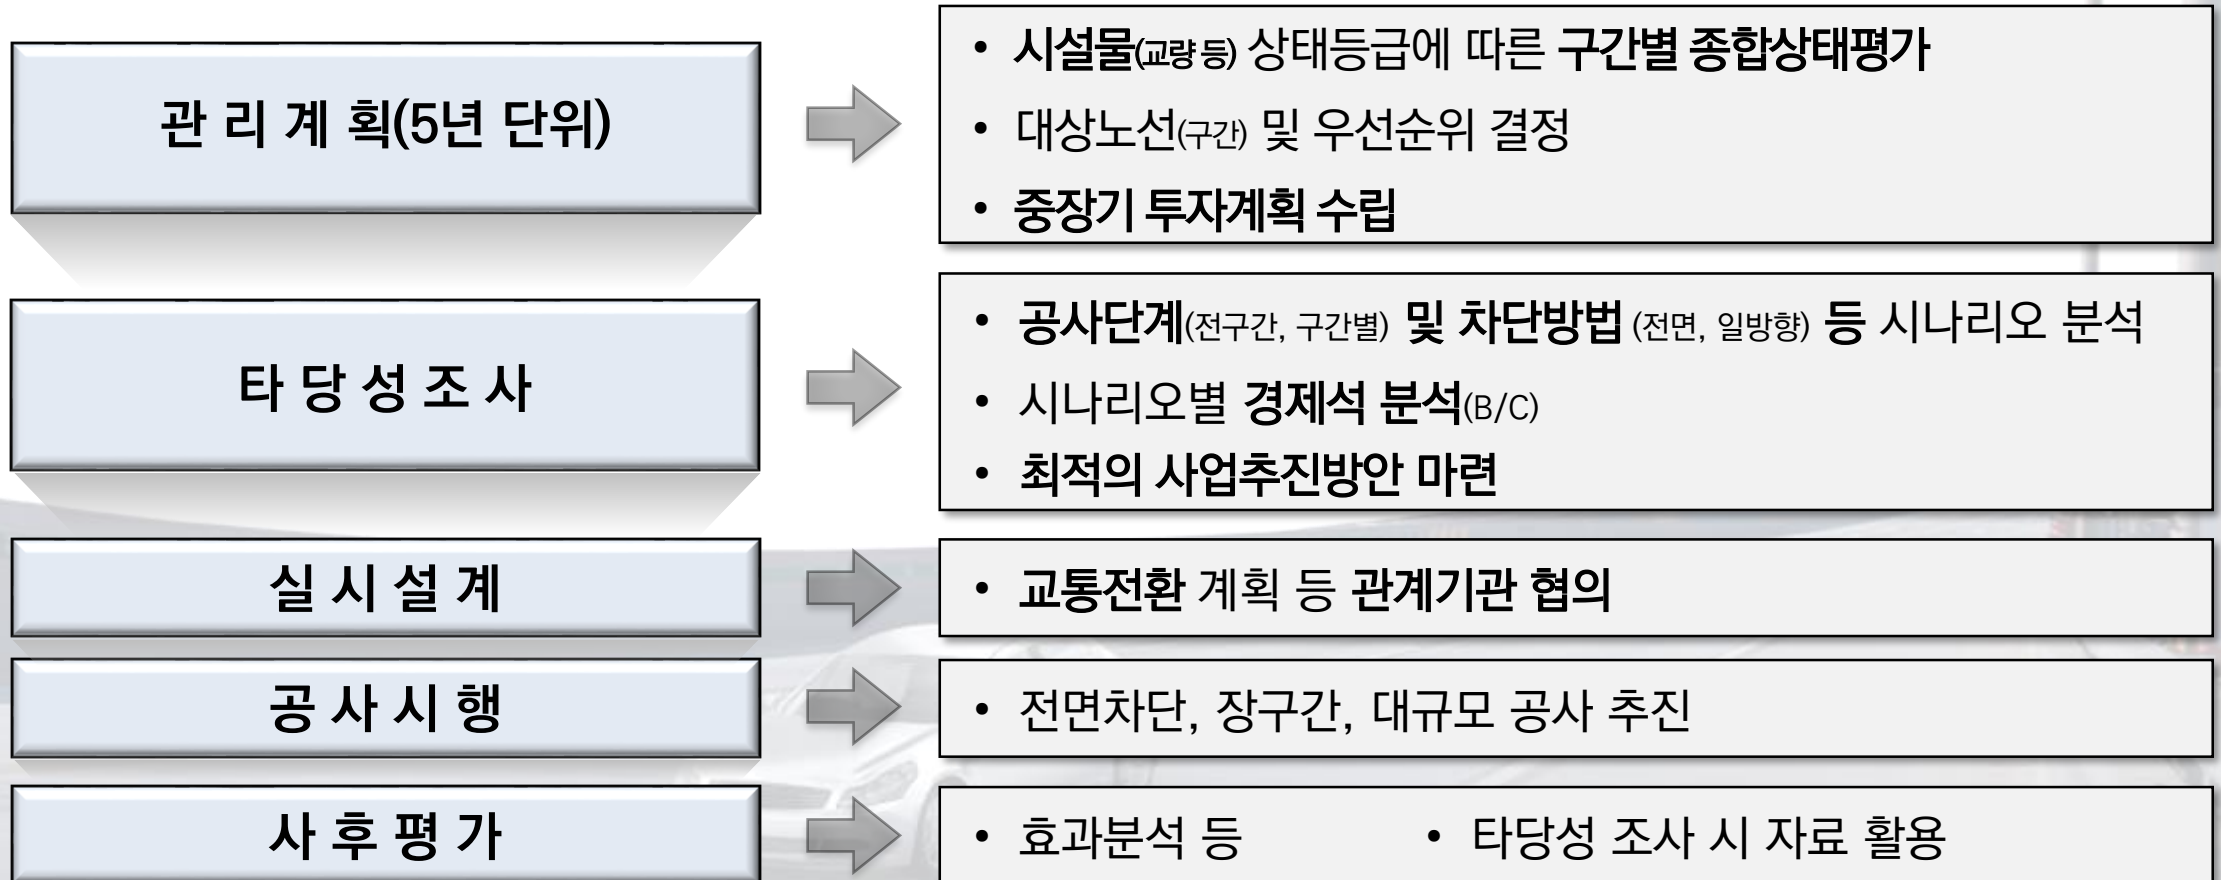 관 리 계 획(5년 단위)
• 시설물(교량 등) 상태등급에 따른 구간별 종합상태평가
• 대상노선(구간) 및 우선순위 결정
• 중장기 투자계획 수립
타 당 성 조 사
• 공사단계(전구간, 구간별) 및 차단방법 (전면, 일방향) 등 시나리오 분석
• 시나리오별 경제석 분석(B/C)
• 최적의 사업추진방안 마련
실 시 설 계
• 교통전환 계획 등 관계기관 협의
공 사 시 행
• 전면차단, 장구간, 대규모 공사 추진
사 후 평 가
• 효과분석 등 • 타당성 조사 시 자료 활용